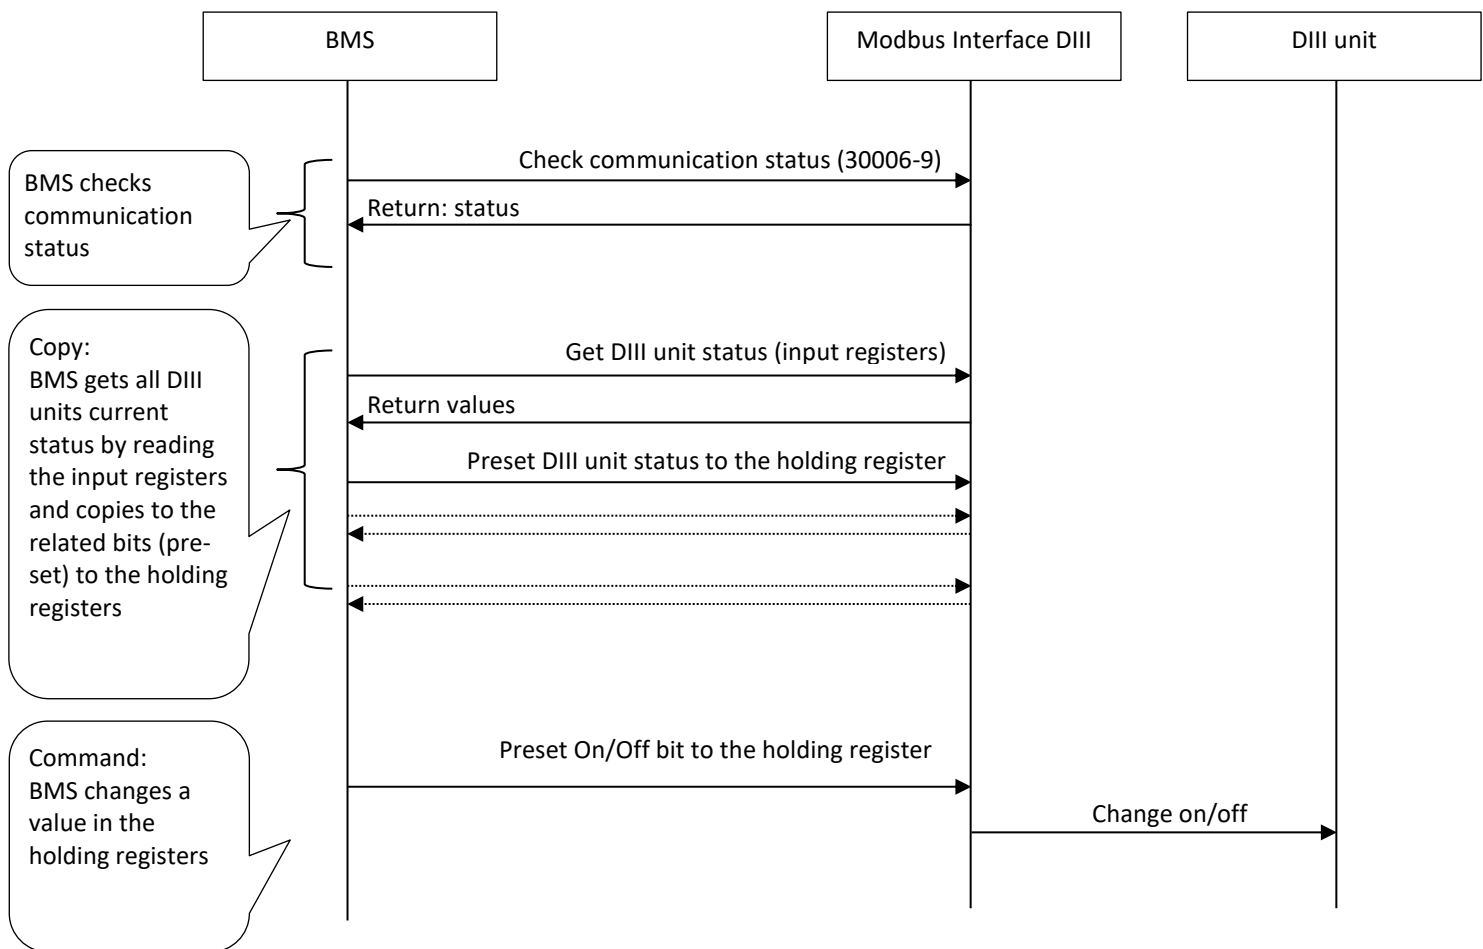 BMS
Modbus Interface DIII
DIII unit
BMS checks
communication
status
Check communication status (30006-9)
Return: status
Copy:
BMS gets all DIII
units current
status by reading
the input registers
and copies to the
related bits (pre-
set) to the holding
registers
Get DIII unit status (input registers)
Return values
Preset DIII unit status to the holding register
Command:
BMS changes a
value in the
holding registers
Preset On/Off bit to the holding register
Change on/off